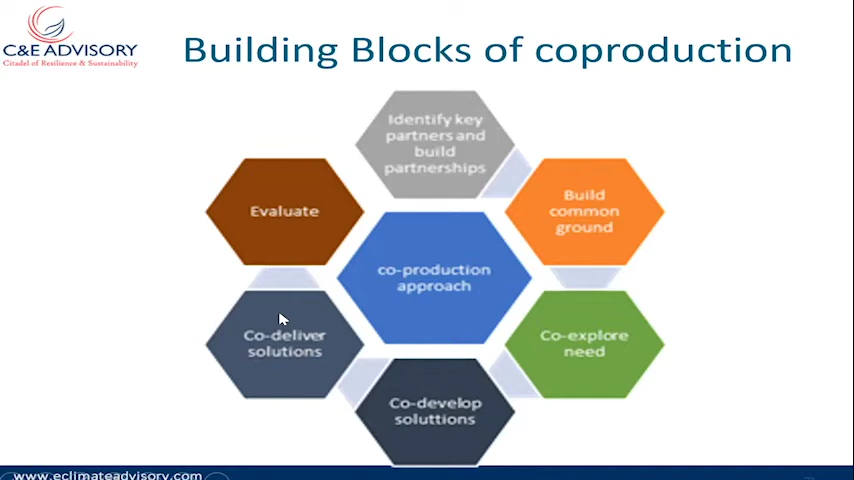 C&E ADVISORY
Citadel of Resilience & Sustainability
Building Blocks of coproduction
Identify key
partners and
build
partnerships
Build
common
ground
Co-explore
need
Co-develop
soluttions
Co-deliver
solutions
Evaluate
co-production
approach
www.eclimateadvisory.com